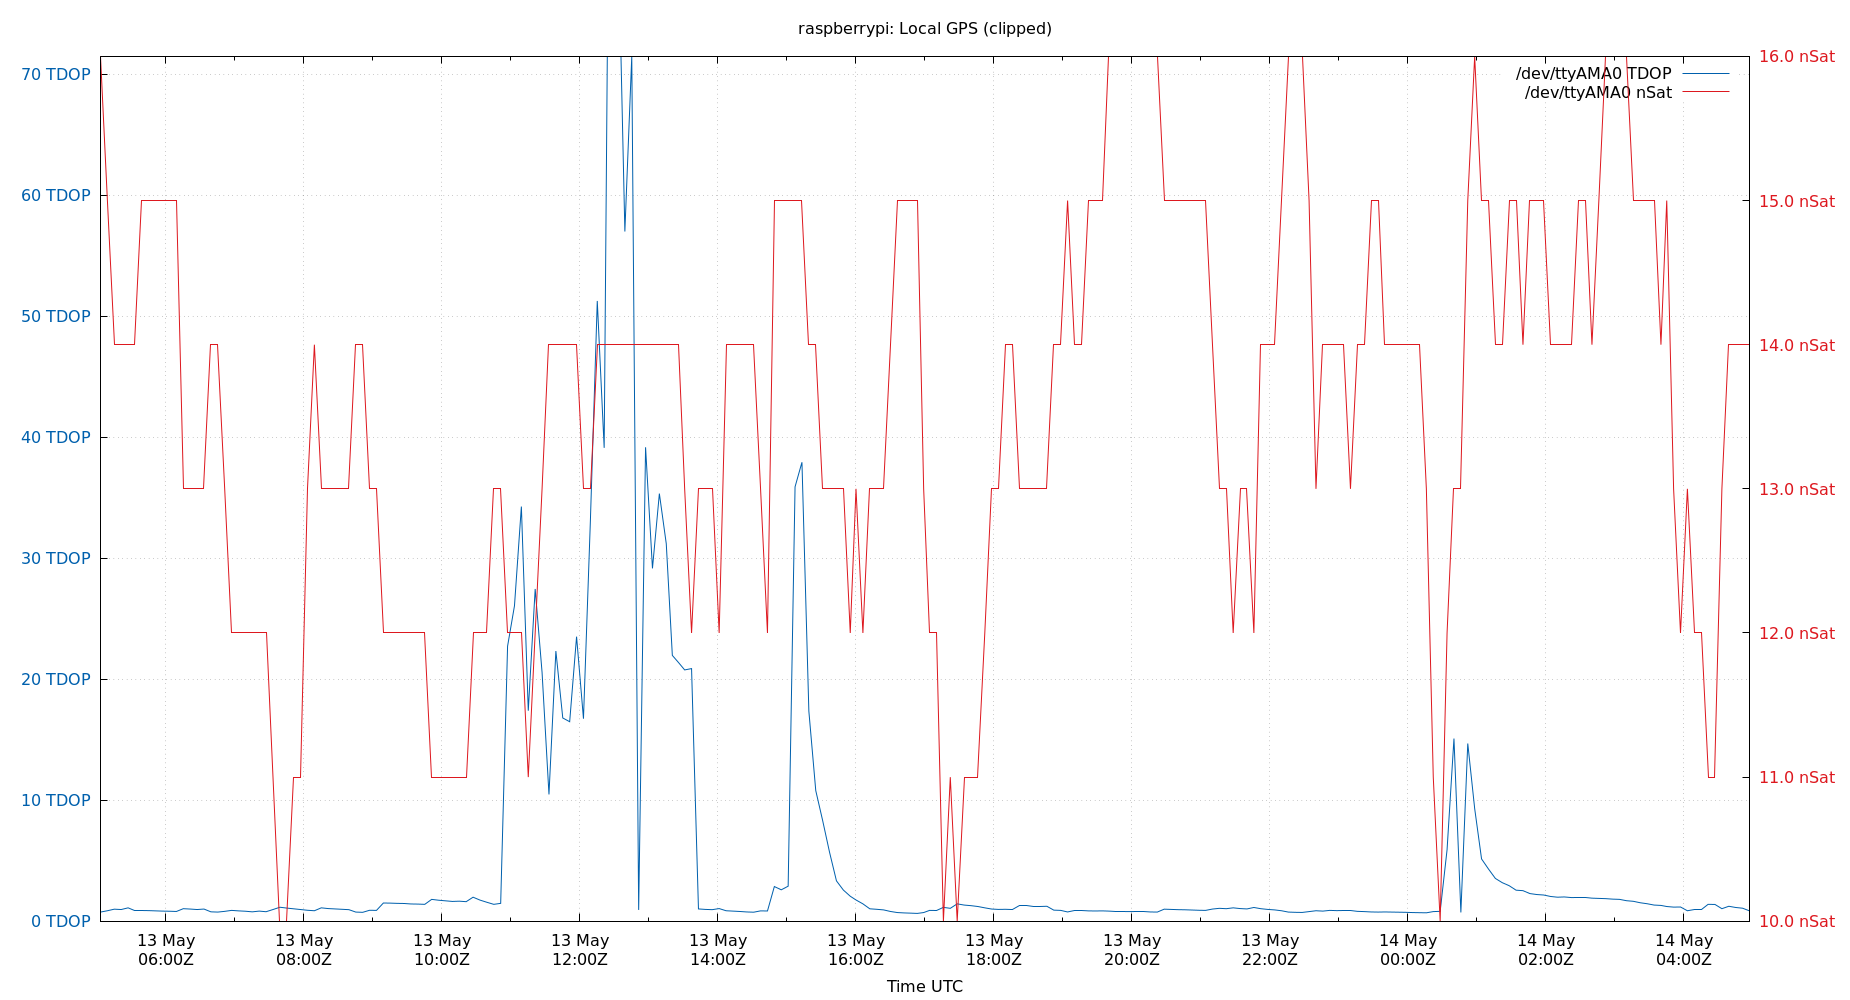 raspberrypi: Local GPS (clipped)
70 TDOP
60 TDOP
50 TDOP
40 TDOP
30 TDOP
20 TDOP
10 TDOP
0 TDOP
16.0 nSat
15.0 nSat
14.0 nSat
13.0 nSat
12.0 nSat
11.0 nSat
10.0 nSat
/dev/ttyAMA0 TDOP
/dev/ttyAMA0 nSat
13 May
06:00Z
13 May
08:00Z
13 May
10:00Z
13 May
12:00Z
13 May
14:00Z
13 May
16:00Z
13 May
18:00Z
13 May
20:00Z
13 May
22:00Z
14 May
00:00Z
14 May
02:00Z
14 May
04:00Z
Time UTC